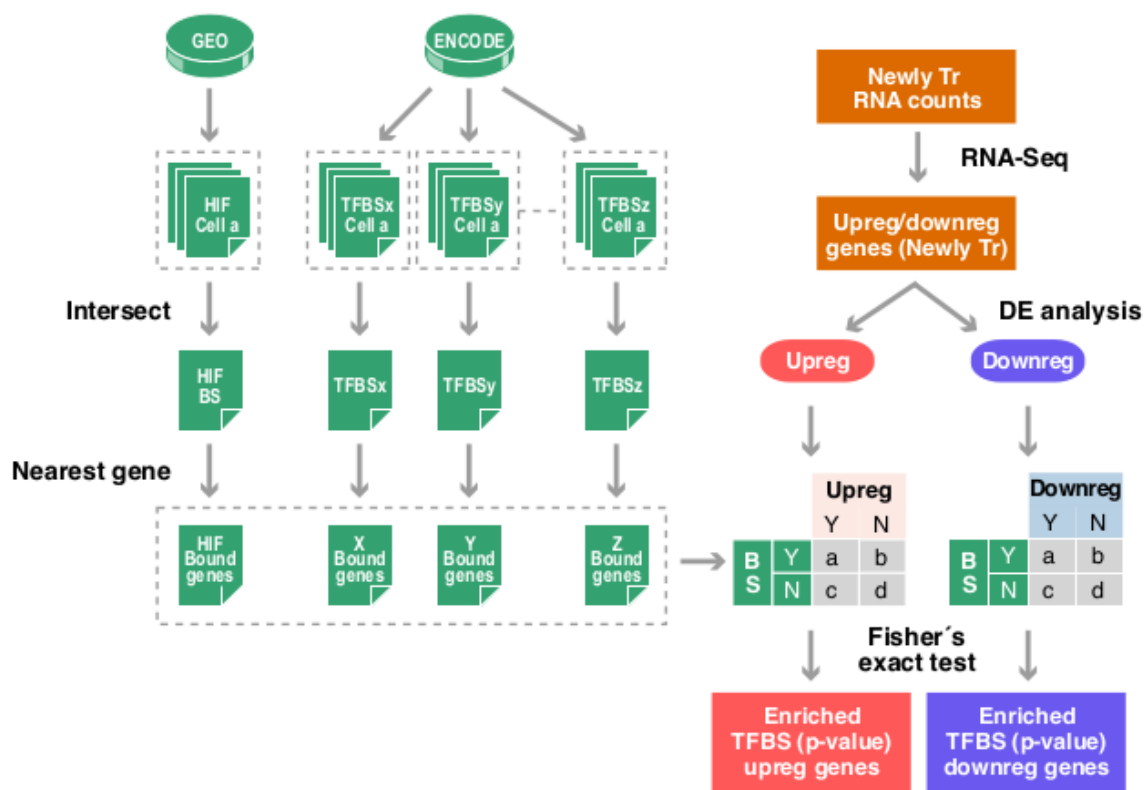 GEO
ENCODE
Newly Tr
RNA counts
RNA-Seq
HIF
Cell a
TFBSx
Cell a
TFBSy
Cell a
TFBSz
Cell a
Upreg/downreg
genes (Newly Tr)
Intersect
DE analysis
Upreg
Downreg
HIF
BS
TFBSx
TFBSy
TFBSz
Nearest gene
Upreg
Y N
Downreg
Y N
HIF
Bound
genes
X
Bound
genes
Y
Bound
genes
Z
Bound
genes
B
S
Y a b
N c d
B
S
Y a b
N c d
Fisher´s
exact test
Enriched
TFBS (p-value)
upreg genes
Enriched
TFBS (p-value)
downreg genes